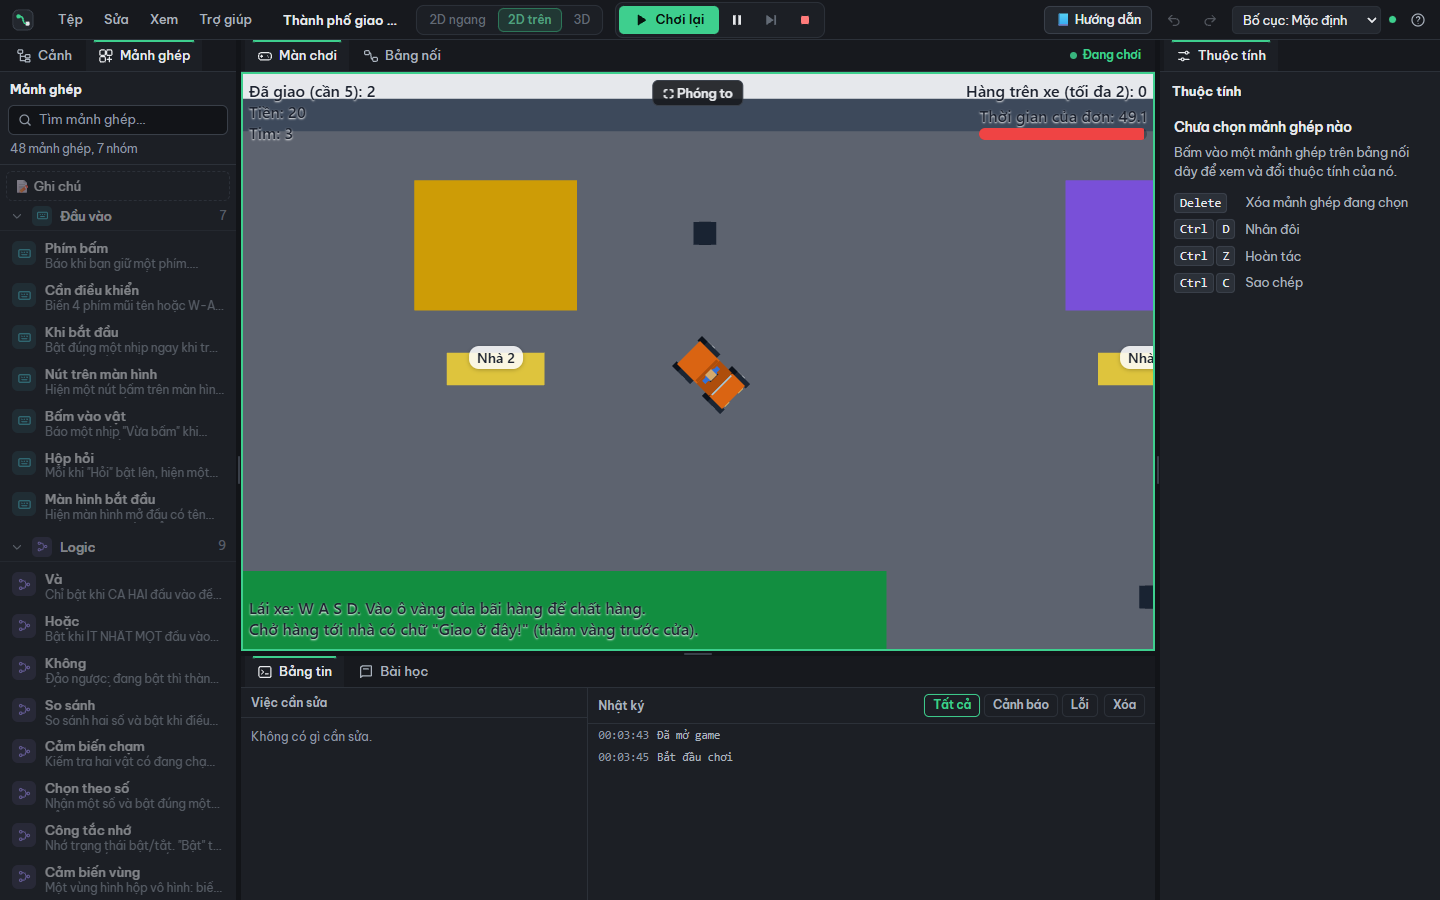 Tệp Sửa Xem Trợ giúp Thành phố giao ... 2D ngang 2D trên 3D Chơi lại Hướng dẫn Bố cục: Mặc định
Cảnh Mảnh ghép
Màn chơi Bảng nối Đang chơi
Thuộc tính
Mảnh ghép
Tìm mảnh ghép...
48 mảnh ghép, 7 nhóm
Ghi chú
Đầu vào 7
Phím bấm
Báo khi bạn giữ một phím....
Cần điều khiển
Biến 4 phím mũi tên hoặc W-A...
Khi bắt đầu
Bật đúng một nhịp ngay khi tr...
Nút trên màn hình
Hiện một nút bấm trên màn hìn...
Bấm vào vật
Báo một nhịp "Vừa bấm" khi...
Hộp hỏi
Mỗi khi "Hỏi" bật lên, hiện một...
Màn hình bắt đầu
Hiện màn hình mở đầu có tên...
Logic 9
Và
Chỉ bật khi CẢ HAI đầu vào đề...
Hoặc
Bật khi ÍT NHẤT MỘT đầu vào...
Không
Đảo ngược: đang bật thì thàn...
So sánh
So sánh hai số và bật khi điều...
Cảm biến chạm
Kiểm tra hai vật có đang chạ...
Chọn theo số
Nhận một số và bật đúng một...
Công tắc nhớ
Nhớ trạng thái bật/tắt. "Bật" t...
Cảm biến vùng
Một vùng hình hộp vô hình: biế...
Đã giao (cần 5): 2
Tiền: 20
Tim: 3
Phóng to
Hàng trên xe (tối đa 2): 0
Thời gian của đơn: 49.1
Nhà 2
Nhà
Lái xe: W A S D. Vào ô vàng của bãi hàng để chất hàng.
Chở hàng tới nhà có chữ "Giao ở đây!" (thảm vàng trước cửa).
Bảng tin Bài học
Việc cần sửa
Không có gì cần sửa.
Nhật ký Tất cả Cảnh báo Lỗi Xóa
00:03:43 Đã mở game
00:03:45 Bắt đầu chơi
Thuộc tính
Chưa chọn mảnh ghép nào
Bấm vào một mảnh ghép trên bảng nối
dây để xem và đổi thuộc tính của nó.
Delete Xóa mảnh ghép đang chọn
Ctrl D Nhân đôi
Ctrl Z Hoàn tác
Ctrl C Sao chép